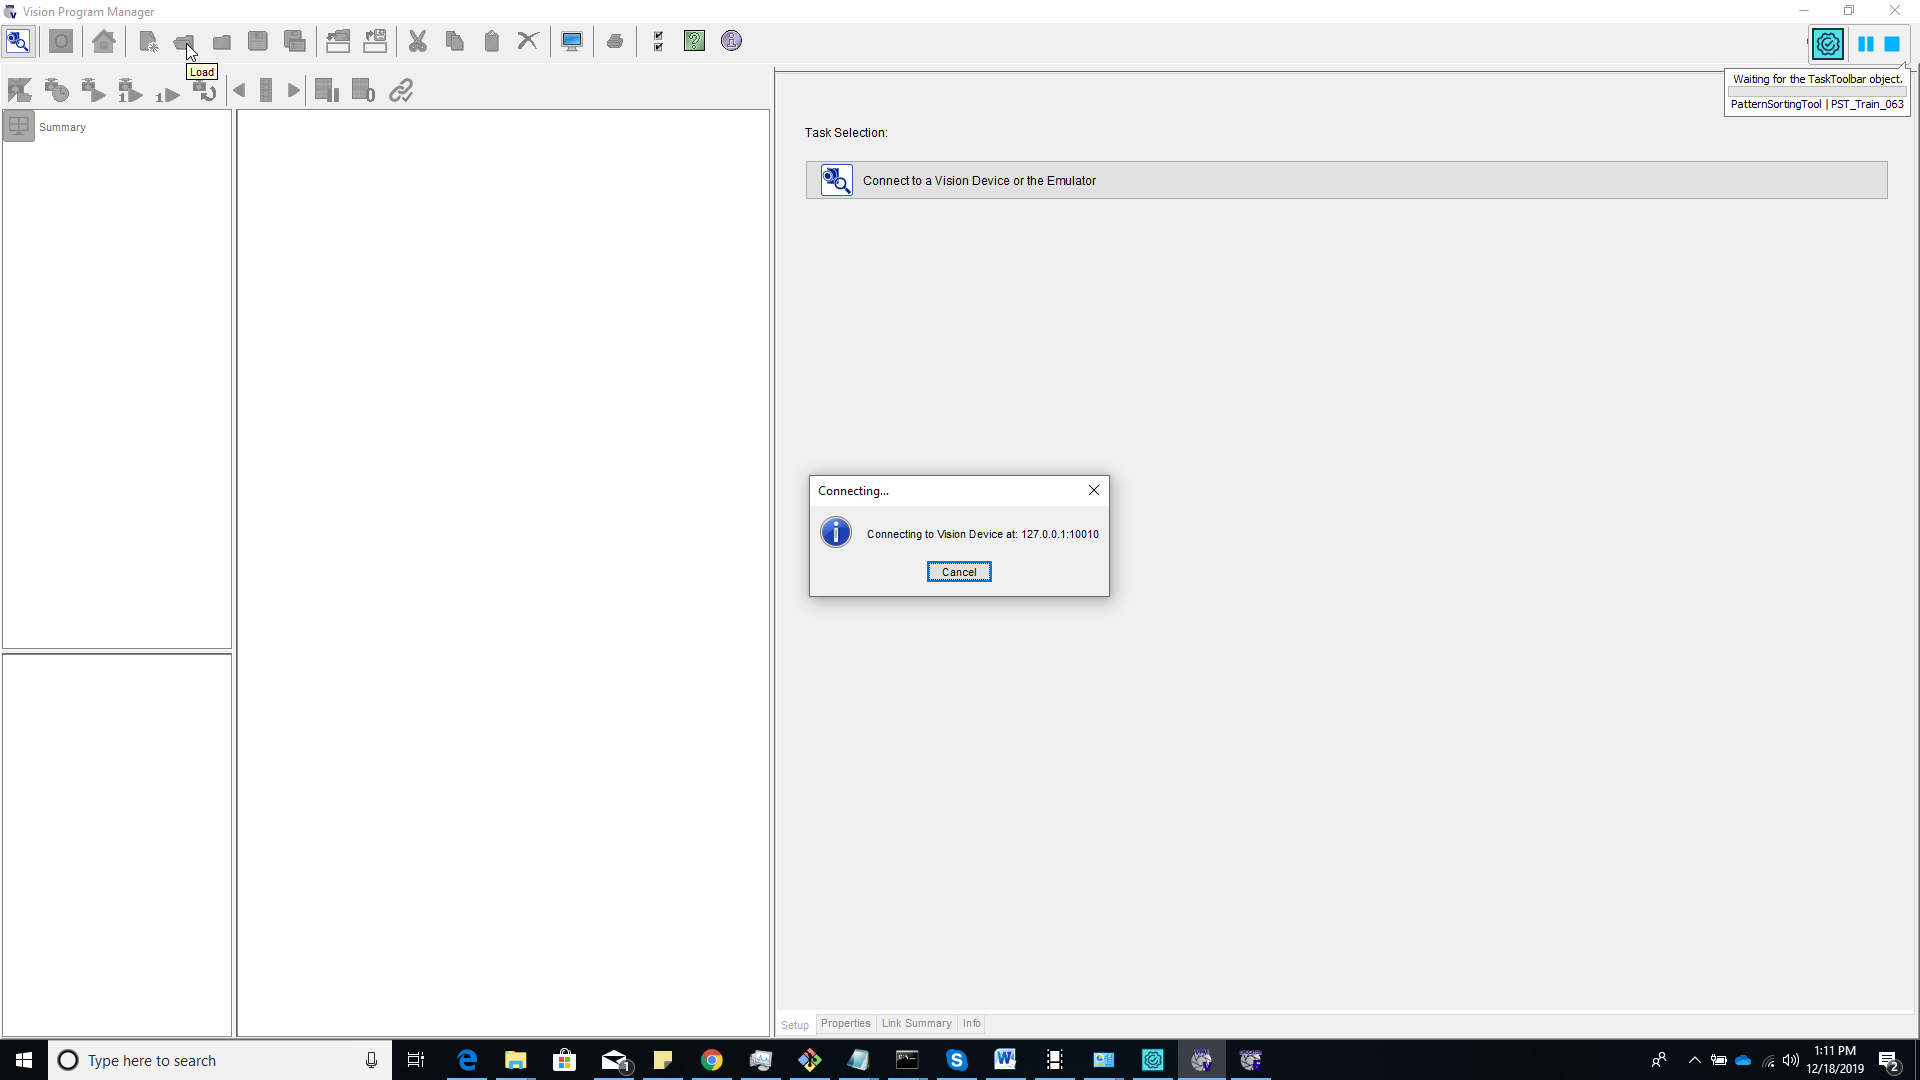 Vision Program Manager
Load
Waiting for the TaskToolbar object.
PatternSortingTool | PST_Train_063
Summary
Task Selection:
Connect to a Vision Device or the Emulator
Connecting...
Connecting to Vision Device at: 127.0.0.1:10010
Cancel
Setup Properties Link Summary Info
Type here to search
1
1:11 PM
12/18/2019
2